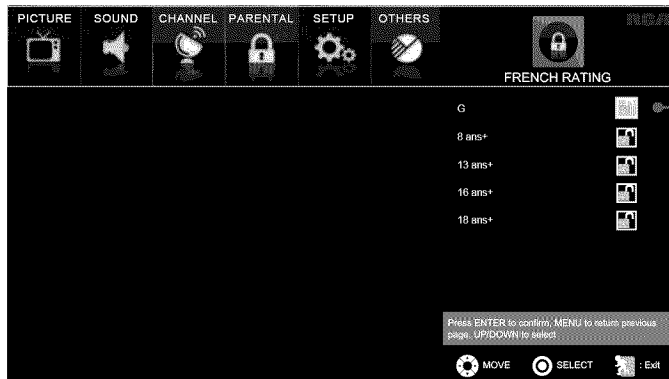 PICTURE SOUND CHANNEL PARENTAL SETUP OTHERS
RCA
FRENCH RATING
G
8 ans+
13 ans+
16 ans+
18 ans+
Press ENTER to confirm, MENU to return previous
page, UP/DOWN to select
MOVE SELECT : Exit